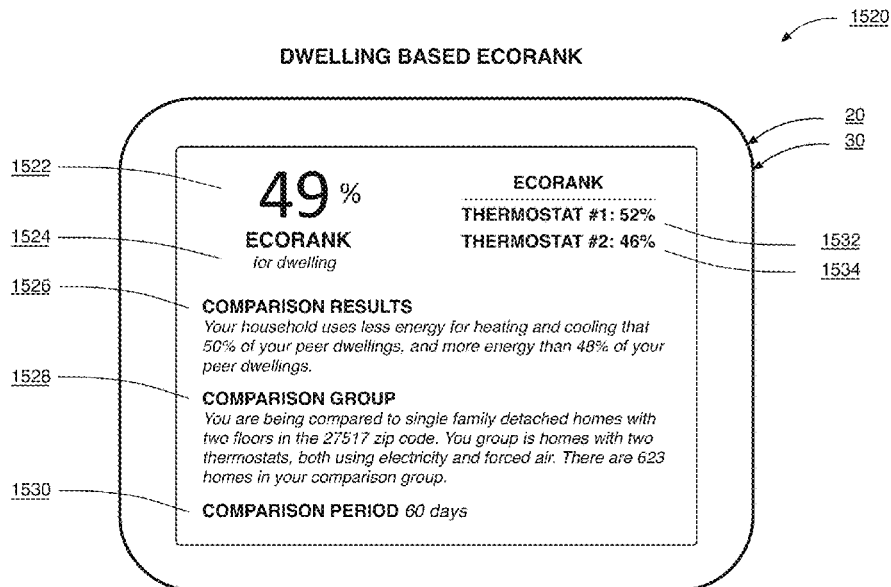 1520
DWELLING BASED ECORANK
20
30
1522
49 %
ECORANK
for dwelling
ECORANK
THERMOSTAT #1: 52%
THERMOSTAT #2: 46%
1532
1534
1524
1526
COMPARISON RESULTS
Your household uses less energy for heating and cooling that
50% of your peer dwellings, and more energy than 48% of your
peer dwellings.
1528
COMPARISON GROUP
You are being compared to single family detached homes with
two floors in the 27517 zip code. You group is homes with two
thermostats, both using electricity and forced air. There are 623
homes in your comparison group.
1530
COMPARISON PERIOD 60 days